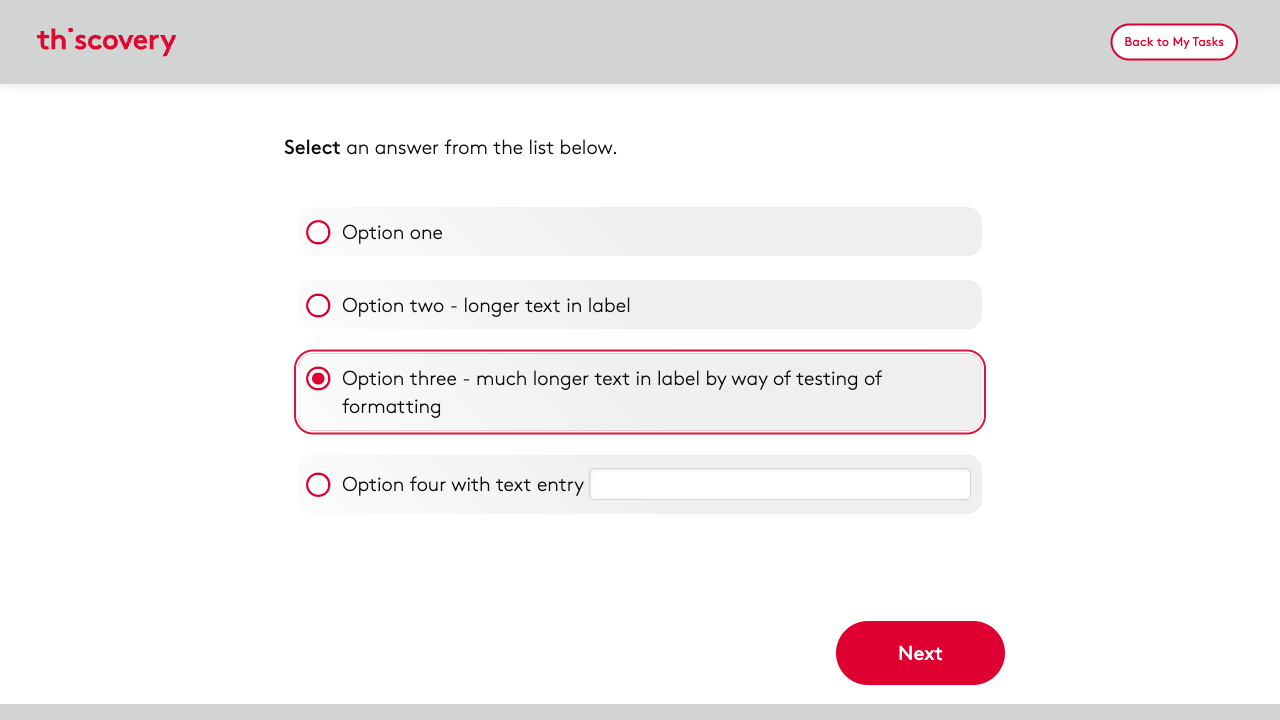 thiscovery
Back to My Tasks
Select an answer from the list below.
Option one
Option two - longer text in label
Option three - much longer text in label by way of testing of
formatting
Option four with text entry
Next